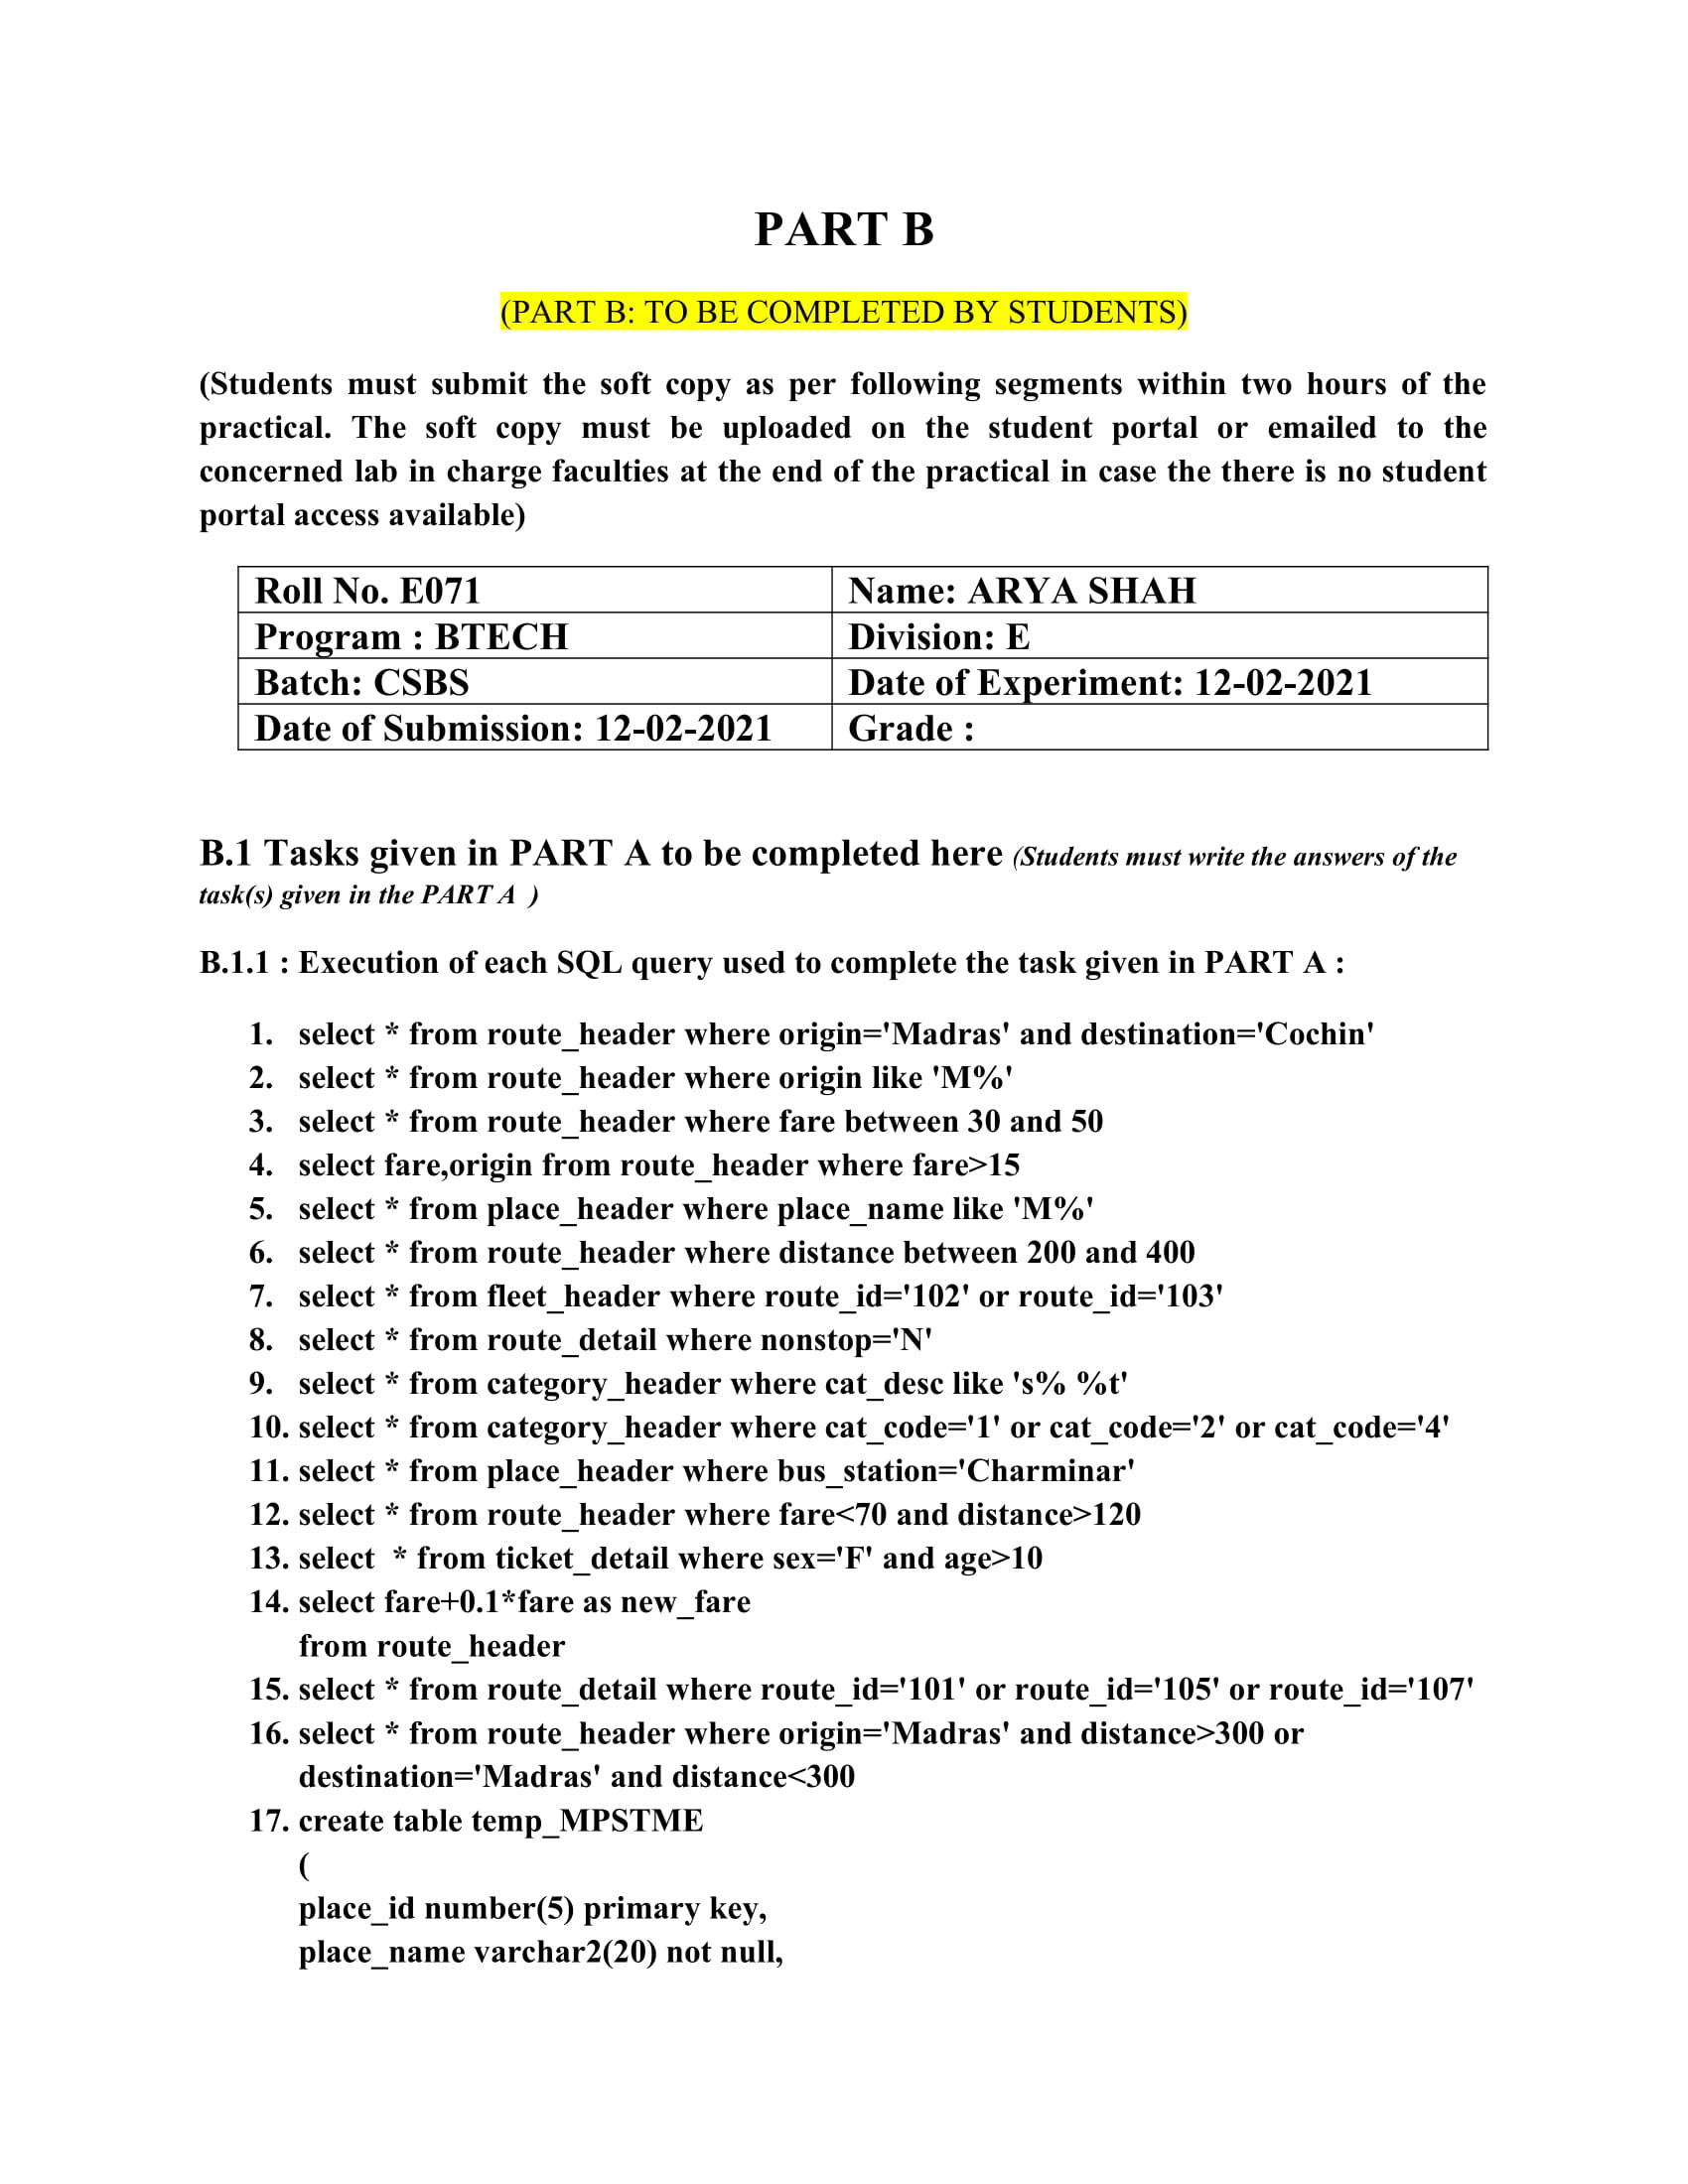 PART B
(PART B: TO BE COMPLETED BY STUDENTS)
(Students must submit the soft copy as per following segments within two hours of the
practical. The soft copy must be uploaded on the student portal or emailed to the
concerned lab in charge faculties at the end of the practical in case the there is no student
portal access available)
Roll No. E071 Name: ARYA SHAH
Program : BTECH Division: E
Batch: CSBS Date of Experiment: 12-02-2021
Date of Submission: 12-02-2021 Grade :
B.1 Tasks given in PART A to be completed here (Students must write the answers of the
task(s) given in the PART A )
B.1.1 : Execution of each SQL query used to complete the task given in PART A :
1. select * from route_header where origin='Madras' and destination='Cochin'
2. select * from route_header where origin like 'M%'
3. select * from route_header where fare between 30 and 50
4. select fare,origin from route_header where fare>15
5. select * from place_header where place_name like 'M%'
6. select * from route_header where distance between 200 and 400
7. select * from fleet_header where route_id='102' or route_id='103'
8. select * from route_detail where nonstop='N'
9. select * from category_header where cat_desc like 's% %t'
10. select * from category_header where cat_code='1' or cat_code='2' or cat_code='4'
11. select * from place_header where bus_station='Charminar'
12. select * from route_header where fare<70 and distance>120
13. select  * from ticket_detail where sex='F' and age>10
14. select fare+0.1*fare as new_fare
from route_header
15. select * from route_detail where route_id='101' or route_id='105' or route_id='107'
16. select * from route_header where origin='Madras' and distance>300 or
destination='Madras' and distance<300
17. create table temp_MPSTME
(
place_id number(5) primary key,
place_name varchar2(20) not null,